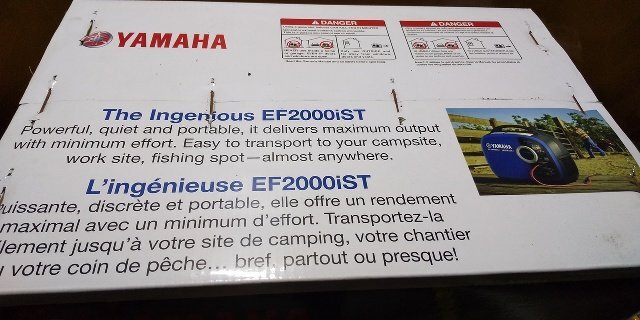 YAMAHA
DANGER
DANGER
The Ingenious EF2000iST
Powerful, quiet and portable, it delivers maximum output
with minimum effort. Easy to transport to your campsite,
work site, fishing spot—almost anywhere.
YAMAHA
L'ingénieuse EF2000iST
uissante, discrète et portable, elle offre un rendement
maximal avec un minimum d'effort. Transportez-la
llement jusqu'à votre site de camping, votre chantier
votre coin de pêche... bref, partout ou presque!